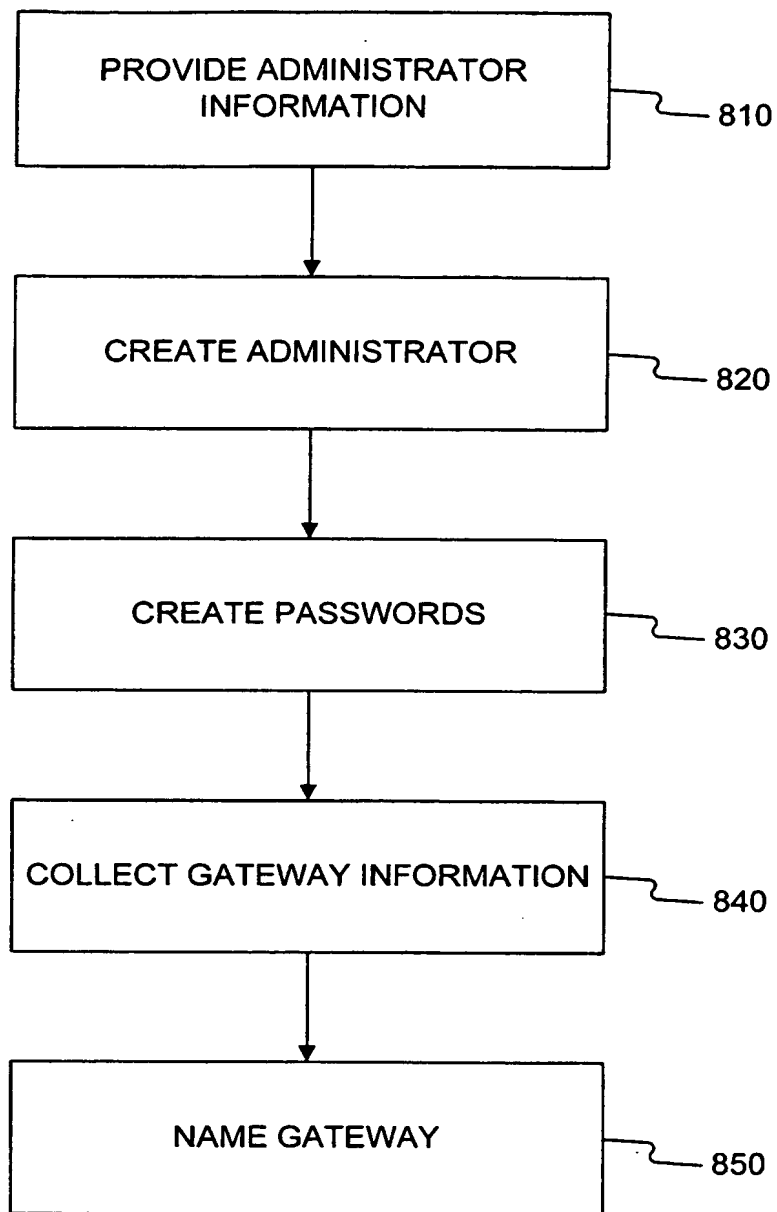 PROVIDE ADMINISTRATOR
INFORMATION
810
CREATE ADMINISTRATOR
820
CREATE PASSWORDS
830
COLLECT GATEWAY INFORMATION
840
NAME GATEWAY
850